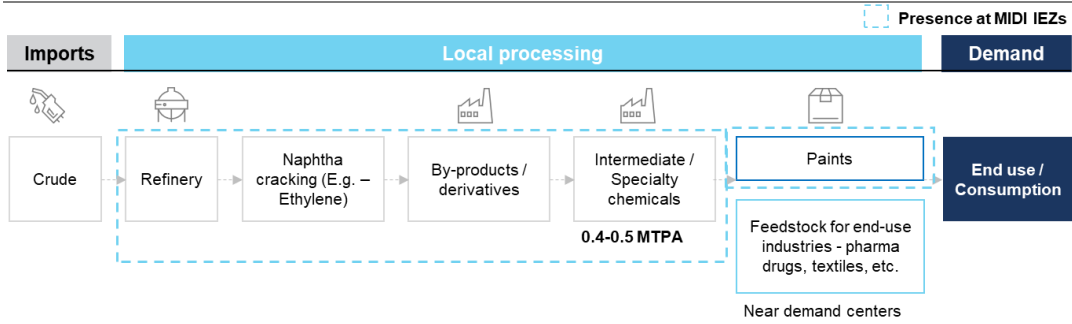 Presence at MIDI IEZs
Imports
Local processing
Demand
Crude
Refinery
Naphtha
cracking (E.g. –
Ethylene)
By-products /
derivatives
Intermediate /
Specialty
chemicals
0.4-0.5 MTPA
Paints
Feedstock for end-use
industries - pharma
drugs, textiles, etc.
Near demand centers
End use /
Consumption